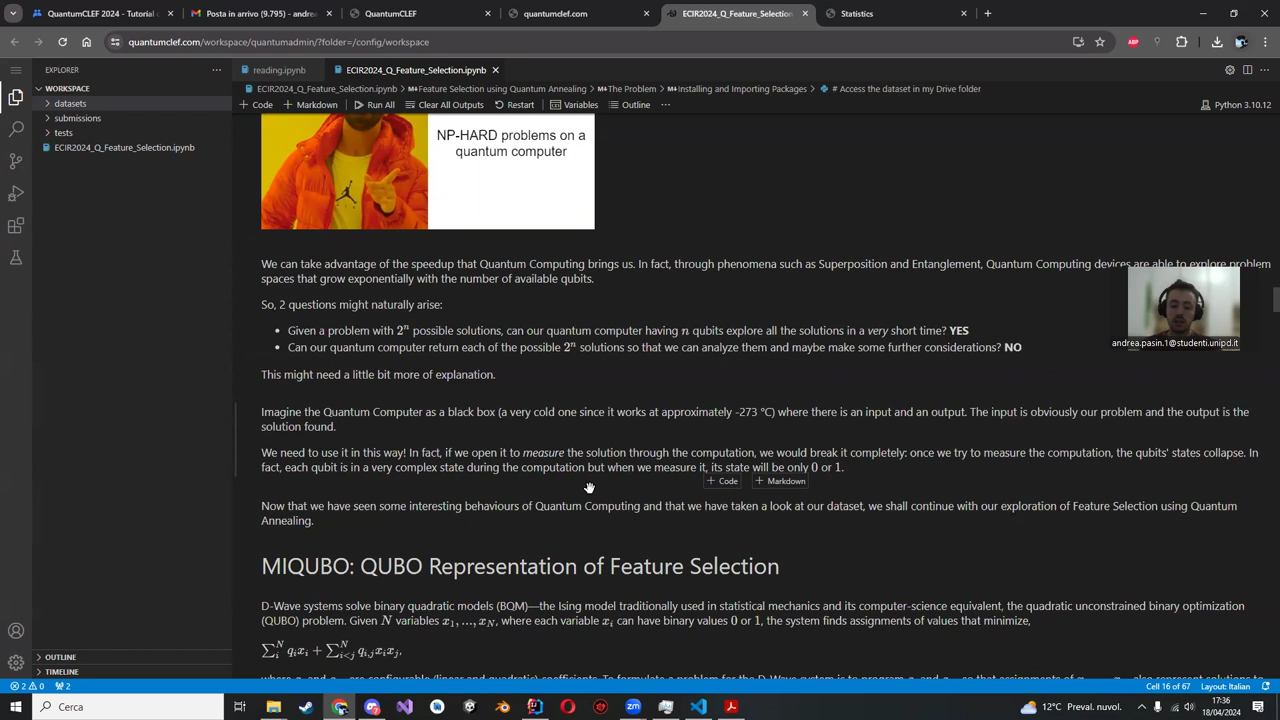 QuantumCLEF 2024 - Tutorial c
Posta in arrivo (9.795) - andrea
QuantumCLEF
quantumclef.com
ECIR2024_Q_Feature_Selection
Statistics
quantumclef.com/workspace/quantumadmin/?folder=/config/workspace
EXPLORER
reading.ipynb
ECIR2024_Q_Feature_Selection.ipynb
WORKSPACE
ECIR2024_Q_Feature_Selection.ipynb > Feature Selection using Quantum Annealing > The Problem > Installing and Importing Packages > # Access the dataset in my Drive folder
datasets
+ Code + Markdown Run All Clear All Outputs Restart Variables Outline ... Python 3.10.12
submissions
tests
ECIR2024_Q_Feature_Selection.ipynb
NP-HARD problems on a
quantum computer
We can take advantage of the speedup that Quantum Computing brings us. In fact, through phenomena such as Superposition and Entanglement, Quantum Computing devices are able to explore problem
spaces that grow exponentially with the number of available qubits.
So, 2 questions might naturally arise:
• Given a problem with 2ⁿ possible solutions, can our quantum computer having n qubits explore all the solutions in a very short time? YES
• Can our quantum computer return each of the possible 2ⁿ solutions so that we can analyze them and maybe make some further considerations? NO
andrea.pasin.1@studenti.unipd.it
This might need a little bit more of explanation.
Imagine the Quantum Computer as a black box (a very cold one since it works at approximately -273 °C) where there is an input and an output. The input is obviously our problem and the output is the
solution found.
We need to use it in this way! In fact, if we open it to measure the solution through the computation, we would break it completely: once we try to measure the computation, the qubits' states collapse. In
fact, each qubit is in a very complex state during the computation but when we measure it, its state will be only 0 or 1.
+ Code + Markdown
Now that we have seen some interesting behaviours of Quantum Computing and that we have taken a look at our dataset, we shall continue with our exploration of Feature Selection using Quantum
Annealing.
MIQUBO: QUBO Representation of Feature Selection
D-Wave systems solve binary quadratic models (BQM)—the Ising model traditionally used in statistical mechanics and its computer-science equivalent, the quadratic unconstrained binary optimization
(QUBO) problem. Given N variables x₁, ..., x_N, where each variable x_i can have binary values 0 or 1, the system finds assignments of values that minimize,
∑_i^N q_i x_i + ∑_{i<j}^N q_{i,j} x_i x_j,
OUTLINE
TIMELINE
2 0 2
Cell 16 of 67 Layout: Italian
Cerca
12°C Preval. nuvol.
17:36
18/04/2024